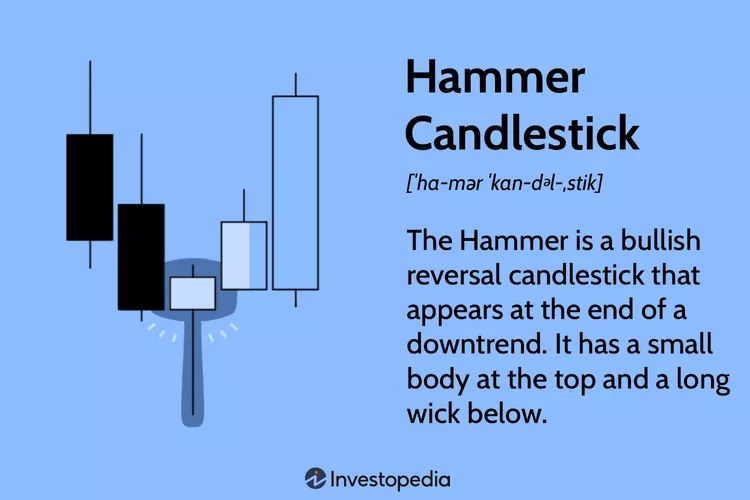 Hammer
Candlestick
['ha-mər 'kan-dᵊl-ˌstik]
The Hammer is a bullish
reversal candlestick that
appears at the end of a
downtrend. It has a small
body at the top and a long
wick below.
Investopedia